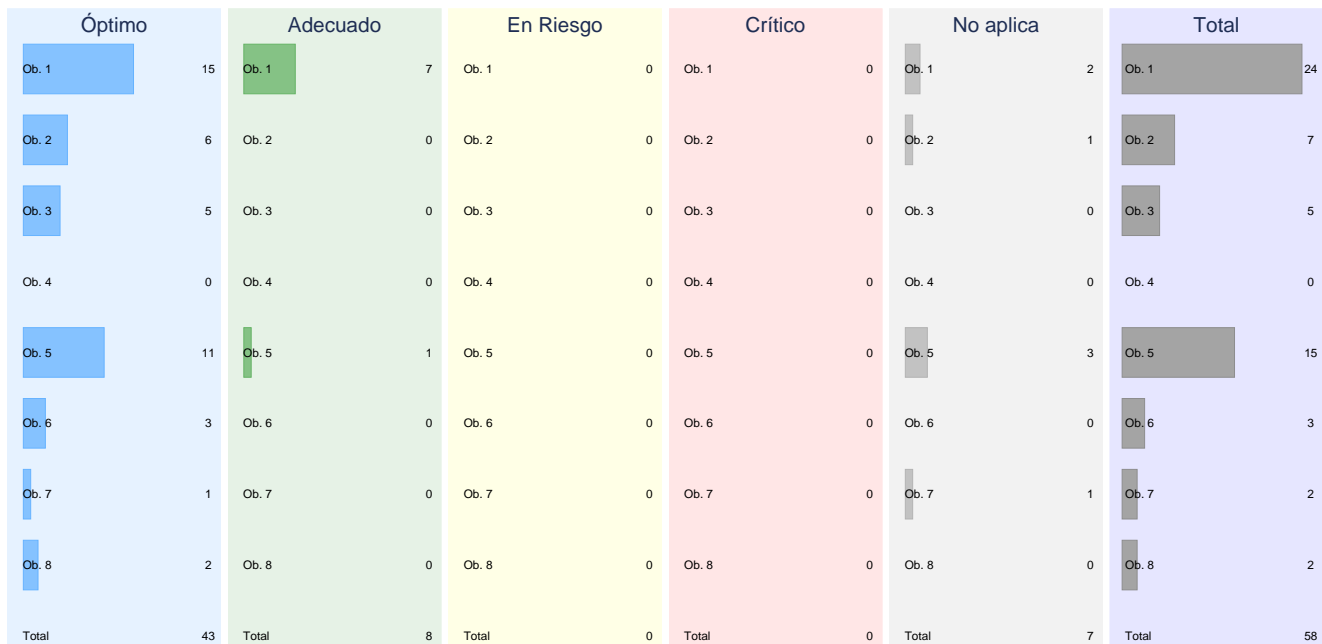 Óptimo Adecuado En Riesgo Crítico No aplica Total
Ob. 1 15 Ob. 1 7 Ob. 1 0 Ob. 1 0 Ob. 1 2 Ob. 1 24
Ob. 2 6 Ob. 2 0 Ob. 2 0 Ob. 2 0 Ob. 2 1 Ob. 2 7
Ob. 3 5 Ob. 3 0 Ob. 3 0 Ob. 3 0 Ob. 3 0 Ob. 3 5
Ob. 4 0 Ob. 4 0 Ob. 4 0 Ob. 4 0 Ob. 4 0 Ob. 4 0
Ob. 5 11 Ob. 5 1 Ob. 5 0 Ob. 5 0 Ob. 5 3 Ob. 5 15
Ob. 6 3 Ob. 6 0 Ob. 6 0 Ob. 6 0 Ob. 6 0 Ob. 6 3
Ob. 7 1 Ob. 7 0 Ob. 7 0 Ob. 7 0 Ob. 7 1 Ob. 7 2
Ob. 8 2 Ob. 8 0 Ob. 8 0 Ob. 8 0 Ob. 8 0 Ob. 8 2
Total 43 Total 8 Total 0 Total 0 Total 7 Total 58